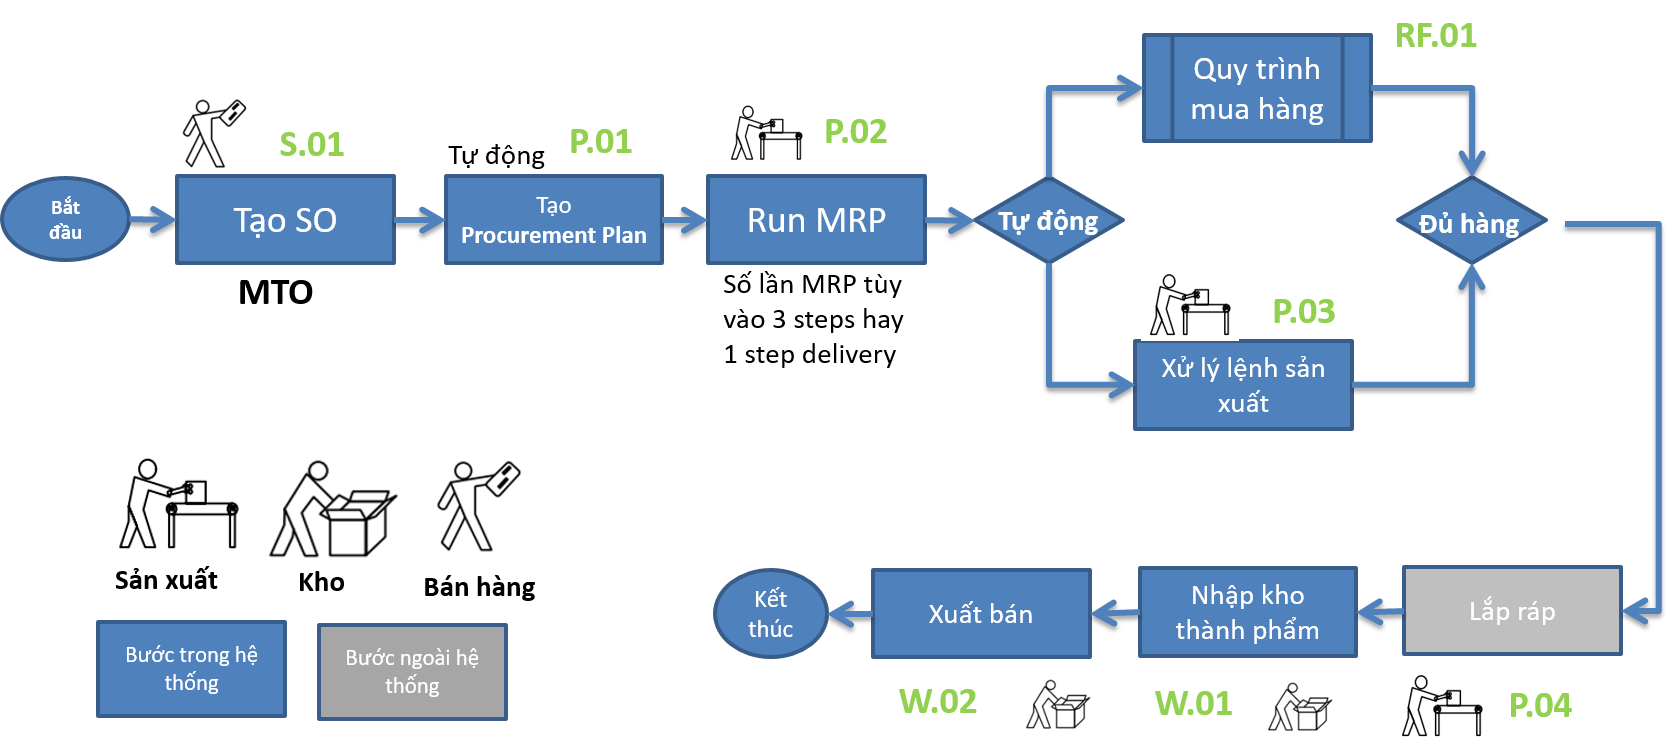 RF.01
Quy trình
mua hàng
S.01
Tự động
P.01
P.02
Bắt
đầu
Tạo SO
Tạo
Procurement Plan
Run MRP
Tự động
Đủ hàng
MTO
Số lần MRP tùy
vào 3 steps hay
1 step delivery
P.03
Xử lý lệnh sản
xuất
Sản xuất
Kho
Bán hàng
Bước trong hệ
thống
Bước ngoài hệ
thống
Kết
thúc
Xuất bán
Nhập kho
thành phẩm
Lắp ráp
W.02
W.01
P.04